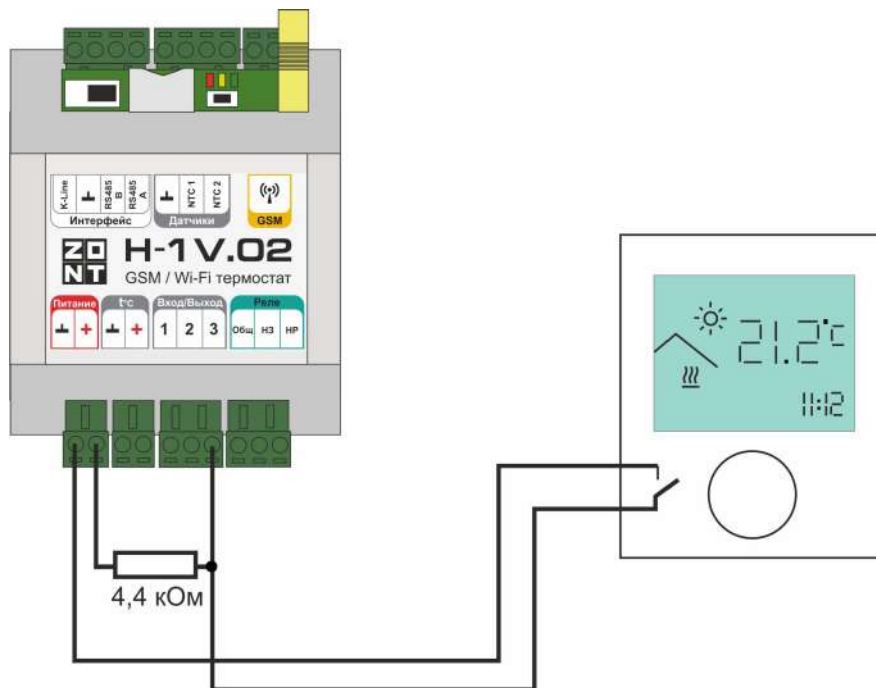 K-Line ⊥ RS485 B RS485 A
⊥ NTC 1 NTC 2
Интерфейс
Датчики
GSM
ZONT
H-1V.02
GSM / Wi-Fi термостат
Питание
t°C
Вход/Выход
Реле
⊥ + ⊥ + 1 2 3 Общ НЗ НР
21.2°C
11:12
4,4 кОм